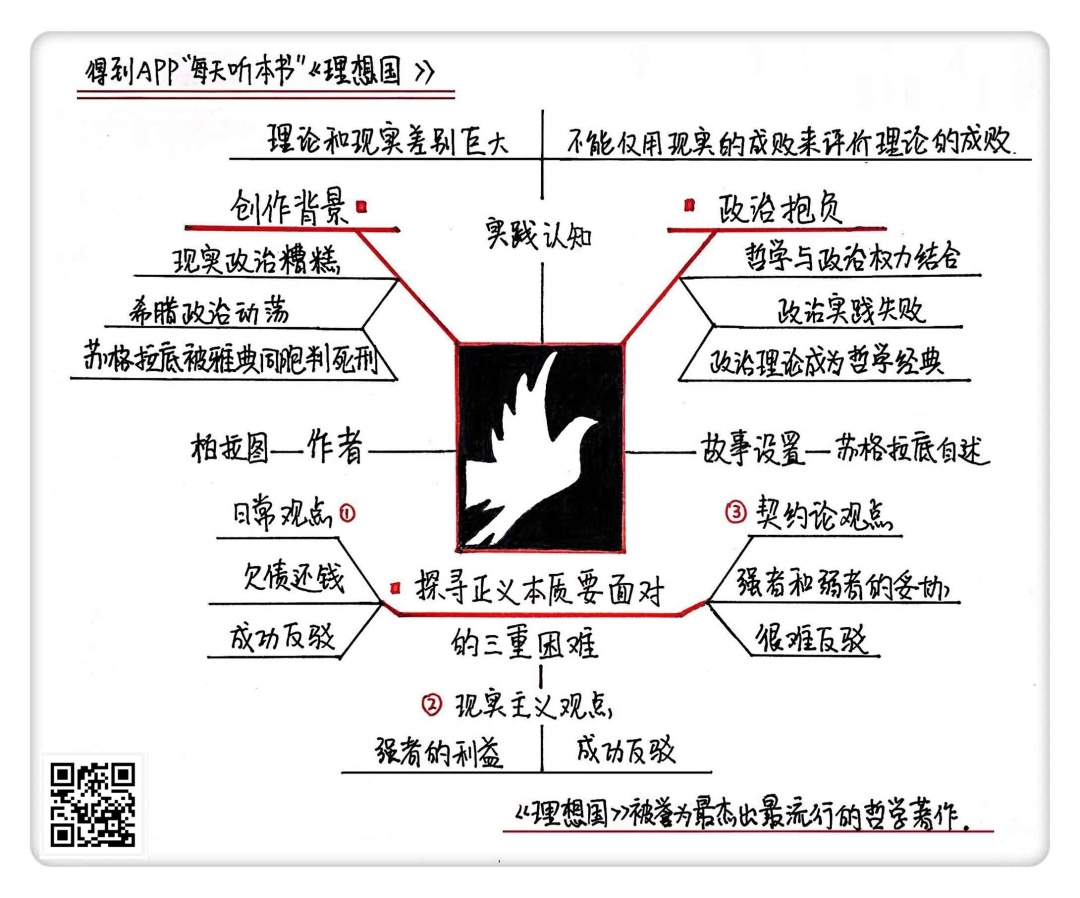 得到APP“每天听本书”《理想国》
理论和现实差别巨大
不能仅用现实的成败来评价理论的成败.
实践认知
创作背景
现实政治糟糕
希腊政治动荡
苏格拉底被雅典同胞判死刑
政治抱负
哲学与政治权力结合
政治实践失败
政治理论成为哲学经典
柏拉图—作者
故事设置—苏格拉底自述
日常观点①
欠债还钱
成功反驳
探寻正义本质要面对
的三重困难
③契约论观点
强者和弱者的妥协
很难反驳
②现实主义观点
强者的利益
成功反驳
《理想国》被誉为最杰出最流行的哲学著作.